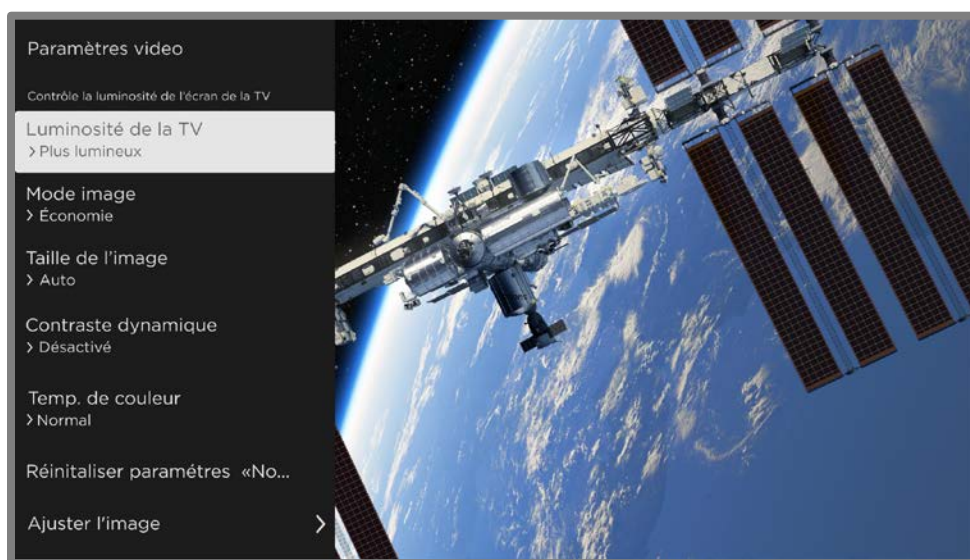 Paramètres video
Contrôle la luminosité de l'écran de la TV
Luminosité de la TV
> Plus lumineux
Mode image
> Économie
Taille de l'image
> Auto
Contraste dynamique
> Désactivé
Temp. de couleur
> Normal
Réinitaliser paramétres «No...
Ajuster l'image >